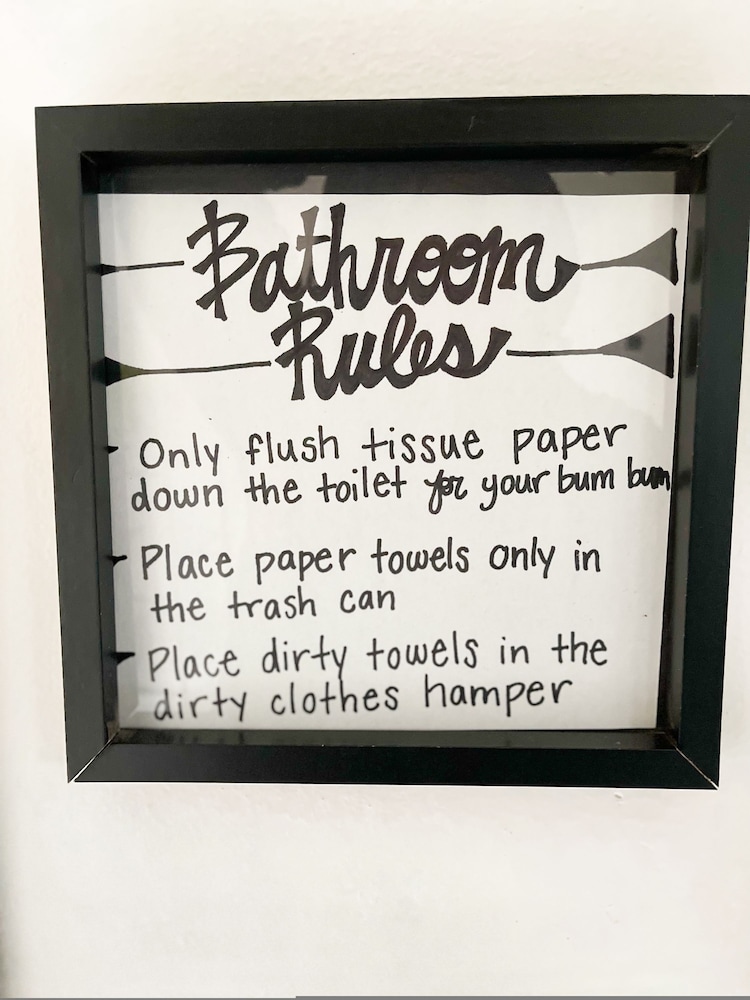 Bathroom
Rules
Only flush tissue paper
down the toilet for your bum bum
Place paper towels only in
the trash can
Place dirty towels in the
dirty clothes hamper